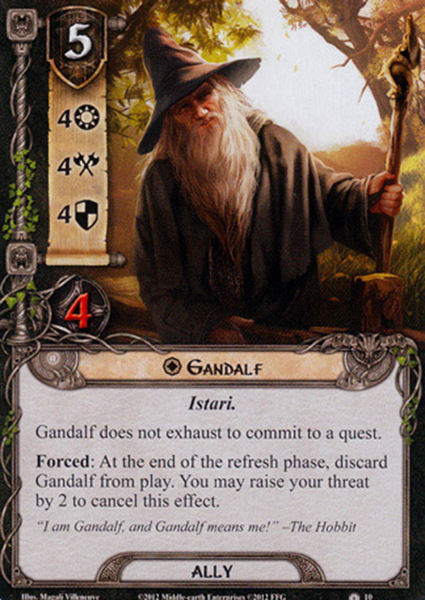 5
4
4
4
4
Gandalf
Istari.
Gandalf does not exhaust to commit to a quest.
Forced: At the end of the refresh phase, discard
Gandalf from play. You may raise your threat
by 2 to cancel this effect.
“I am Gandalf, and Gandalf means me!” –The Hobbit
ALLY
Illus. Magali Villeneuve ©2012 Middle-earth Enterprises ©2012 FFG 10